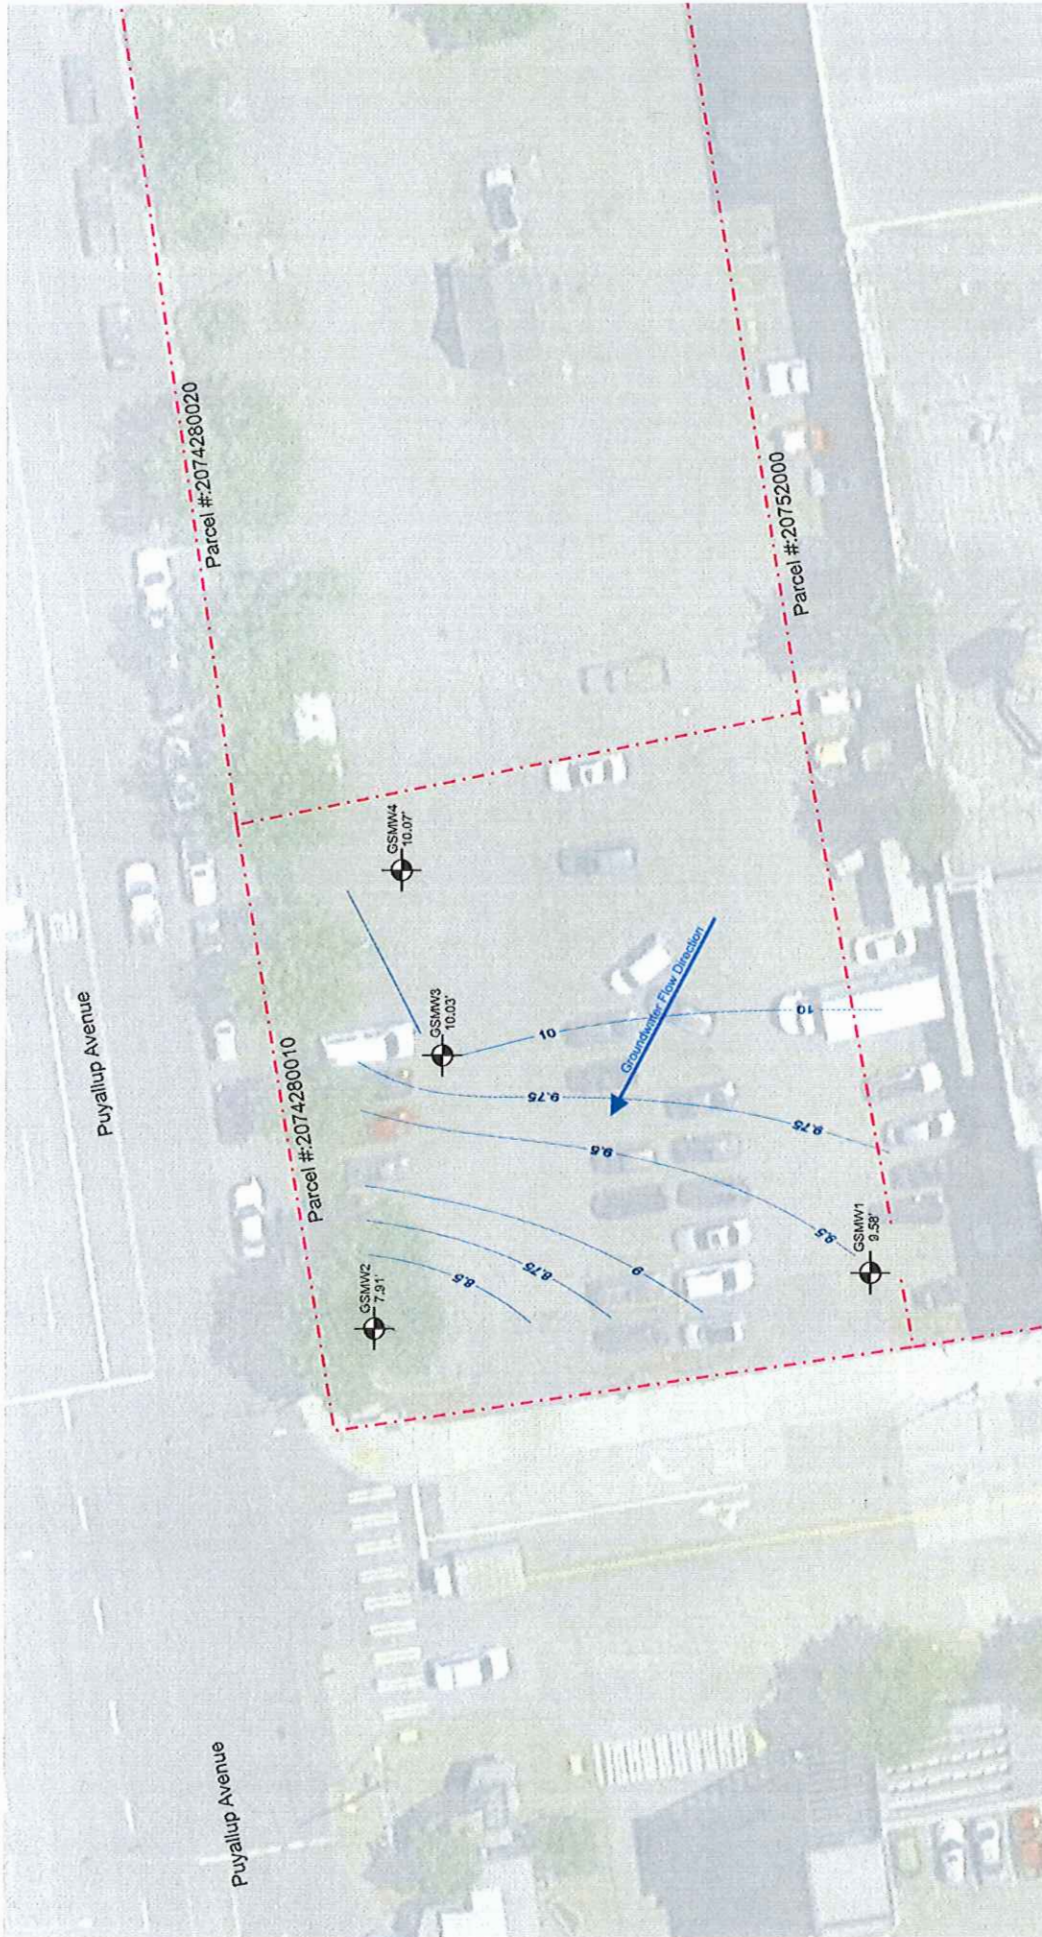 Puyallup Avenue
Puyallup Avenue
Parcel #:2074280020
Parcel #:2074280010
Parcel #:20752000
GSMW4
10.07'
GSMW3
10.03'
GSMW2
7.91'
GSMW1
9.58'
Groundwater Flow Direction
10
10
9.75
9.75
9.5
9.5
9
8.75
8.5